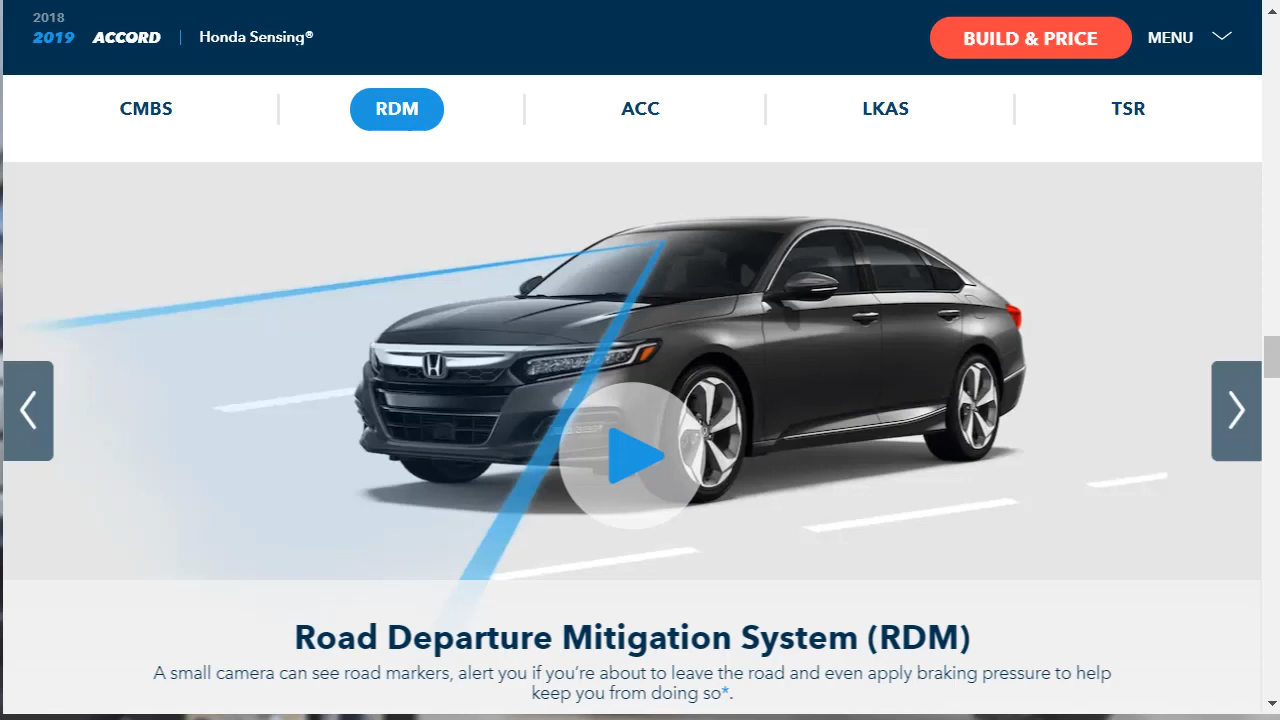 2018
2019 ACCORD | Honda Sensing®
BUILD & PRICE
MENU
CMBS
RDM
ACC
LKAS
TSR
Road Departure Mitigation System (RDM)
A small camera can see road markers, alert you if you’re about to leave the road and even apply braking pressure to help
keep you from doing so*.